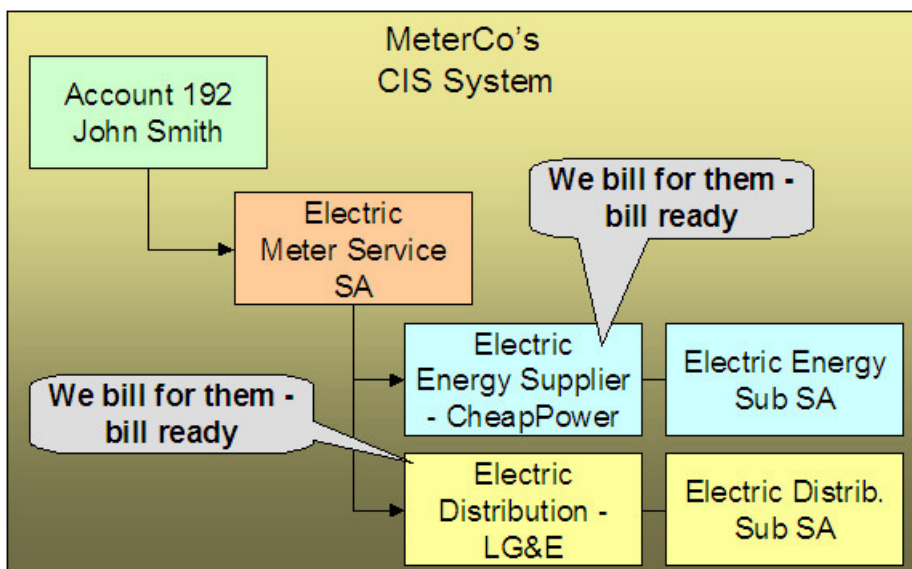 MeterCo's
CIS System
Account 192
John Smith
We bill for them -
bill ready
Electric
Meter Service
SA
Electric
Energy Supplier
- CheapPower
Electric Energy
Sub SA
We bill for them -
bill ready
Electric
Distribution -
LG&E
Electric Distrib.
Sub SA